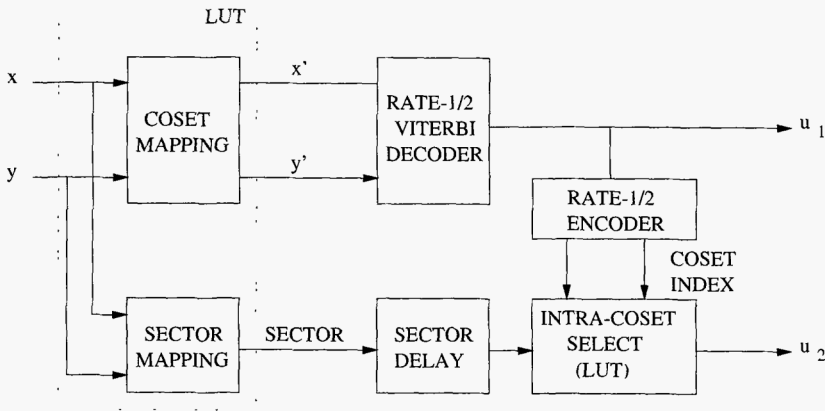 LUT
x
x'
u 1
COSET
MAPPING
RATE-1/2
VITERBI
DECODER
y
y'
RATE-1/2
ENCODER
COSET
INDEX
SECTOR
MAPPING
SECTOR
SECTOR
DELAY
INTRA-COSET
SELECT
(LUT)
u 2